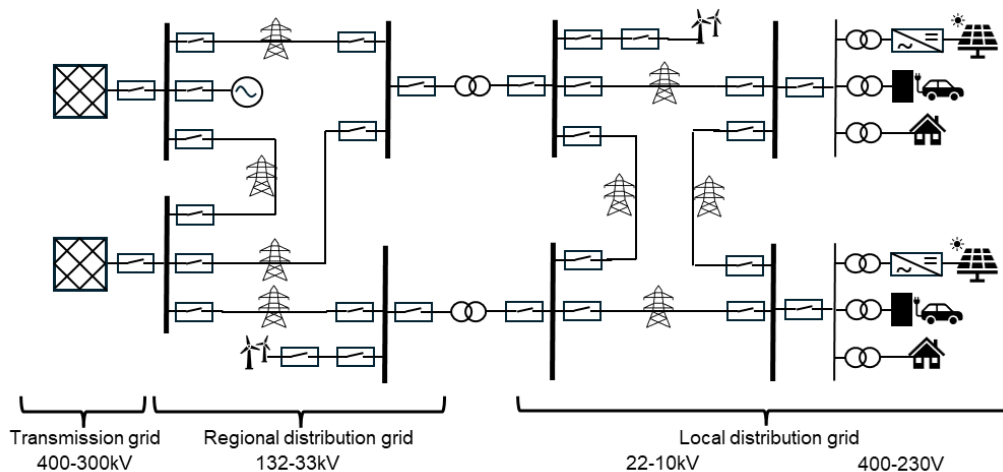 Transmission grid
400-300kV
Regional distribution grid
132-33kV
Local distribution grid
22-10kV
400-230V